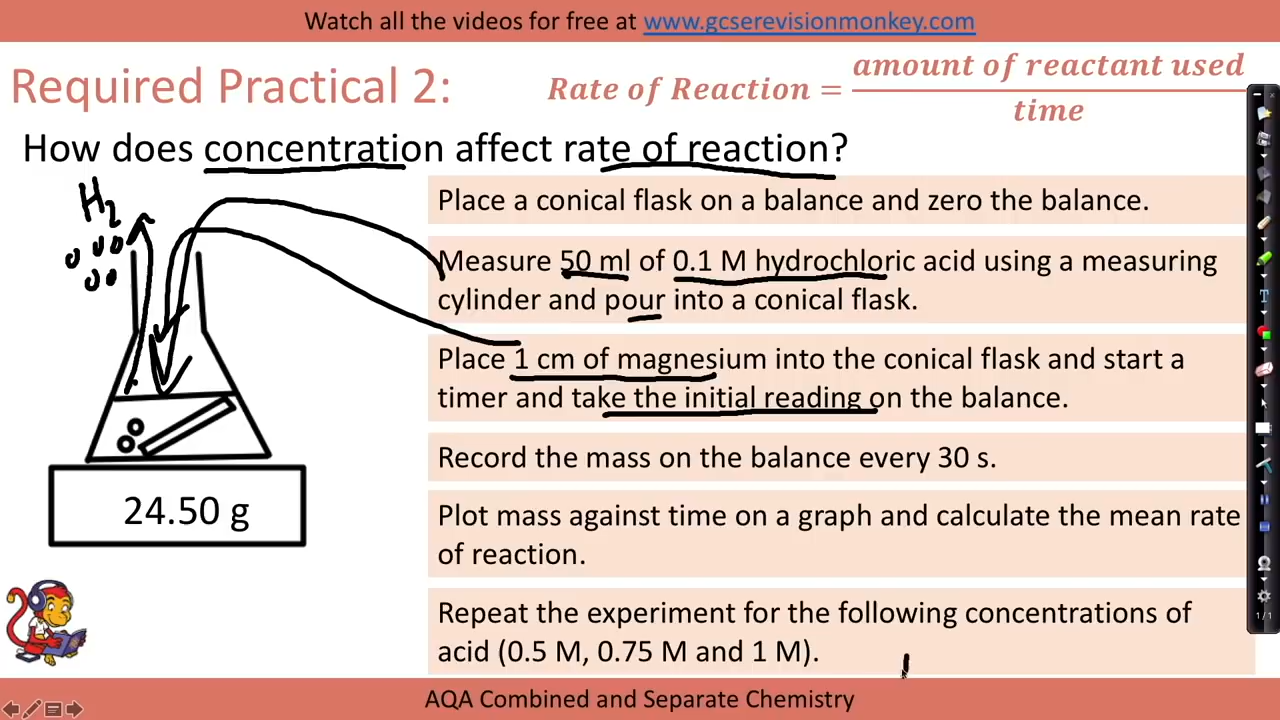 Watch all the videos for free at www.gcserevisionmonkey.com
Required Practical 2:
Rate of Reaction = amount of reactant used
time
How does concentration affect rate of reaction?
H2
Place a conical flask on a balance and zero the balance.
Measure 50 ml of 0.1 M hydrochloric acid using a measuring
cylinder and pour into a conical flask.
Place 1 cm of magnesium into the conical flask and start a
timer and take the initial reading on the balance.
Record the mass on the balance every 30 s.
24.50 g
Plot mass against time on a graph and calculate the mean rate
of reaction.
Repeat the experiment for the following concentrations of
acid (0.5 M, 0.75 M and 1 M).
AQA Combined and Separate Chemistry
1/1